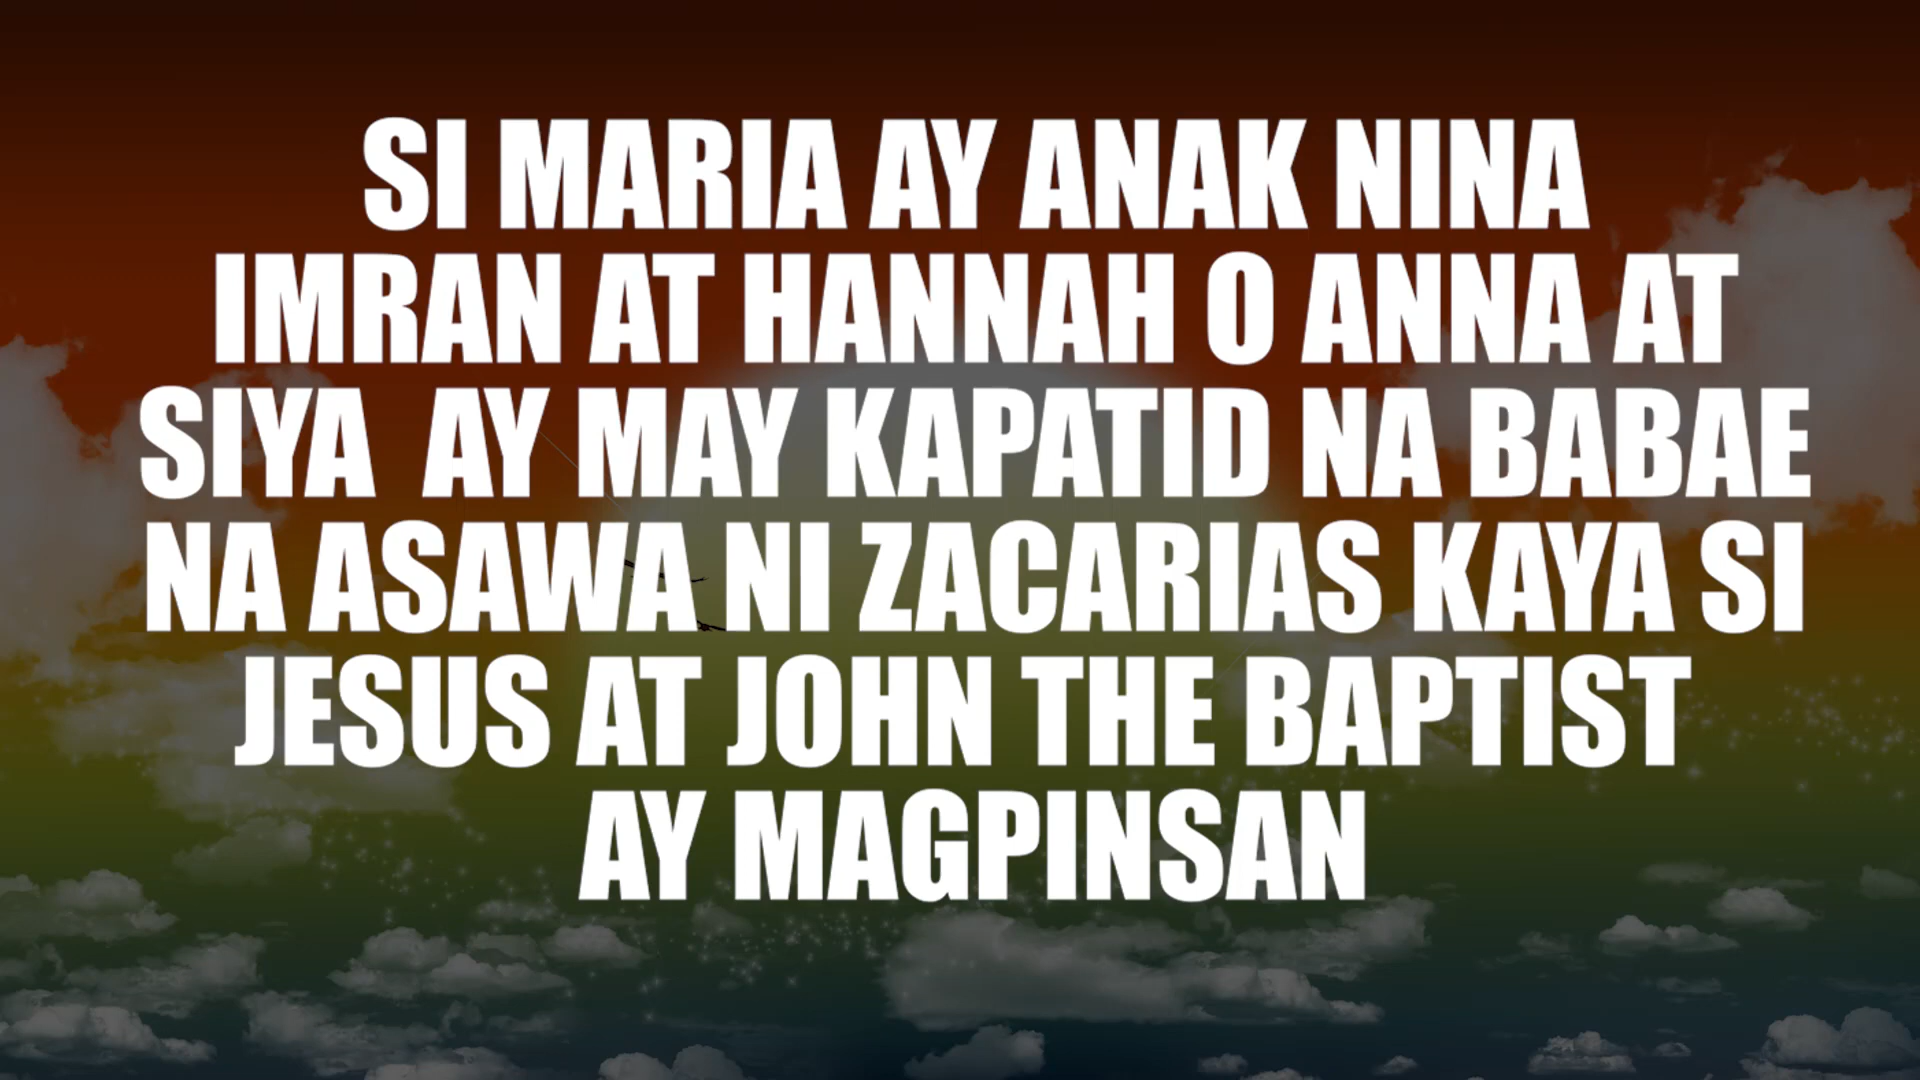 SI MARIA AY ANAK NINA
IMRAN AT HANNAH O ANNA AT
SIYA AY MAY KAPATID NA BABAE
NA ASAWA NI ZACARIAS KAYA SI
JESUS AT JOHN THE BAPTIST
AY MAGPINSAN